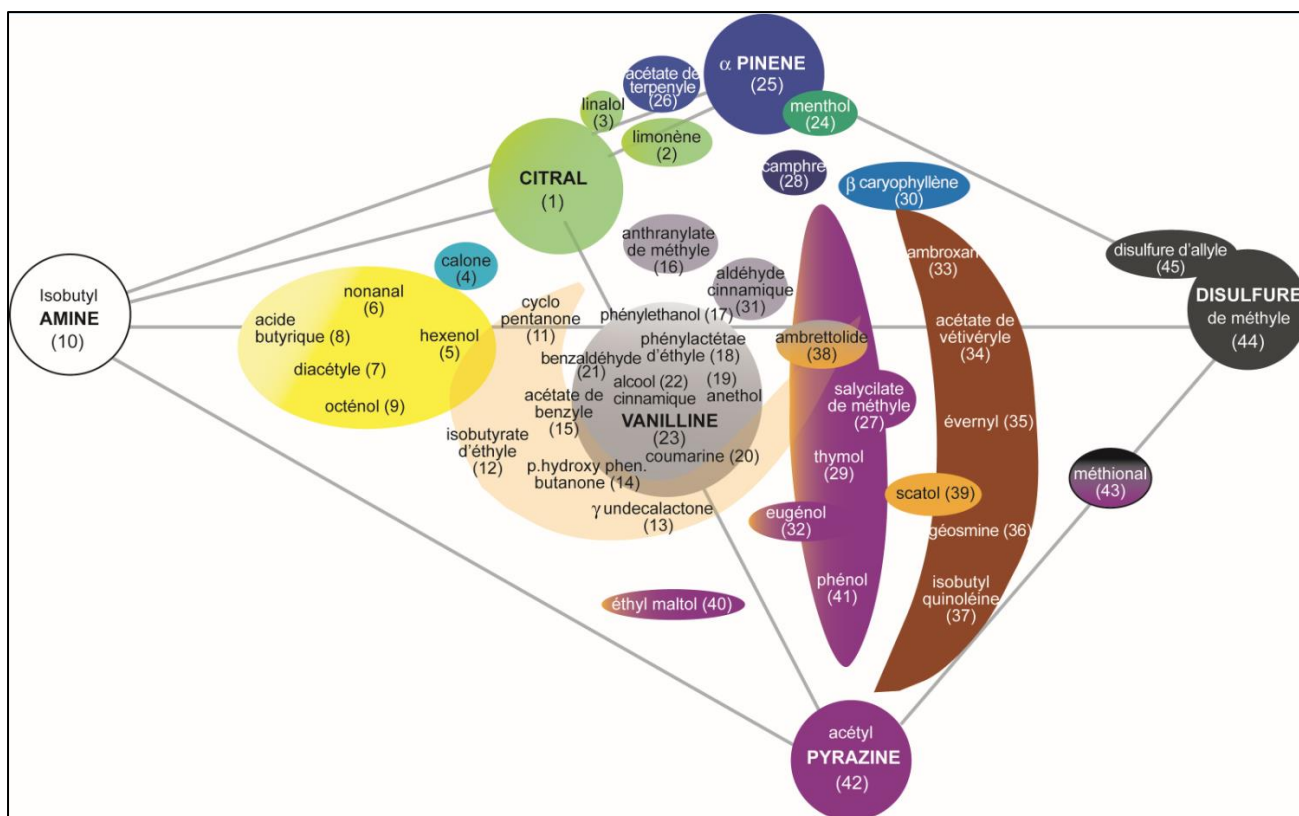 α PINENE
(25)
acétate de
terpenyle
(26)
linalol
(3)
menthol
(24)
limonène
(2)
CITRAL
(1)
camphre
(28)
β caryophyllène
(30)
anthranylate
de méthyle
(16)
calone
(4)
aldéhyde
cinnamique
(31)
ambroxan
(33)
disulfure d'allyle
(45)
Isobutyl
AMINE
(10)
nonanal
(6)
acide
butyrique (8)
hexenol
(5)
diacétyle (7)
octénol (9)
cyclo
pentanone
(11)
phénylethanol (17)
phénylactétae
d'éthyle (18)
benzaldéhyde
(21)
alcool (22)
cinnamique
(19)
anethol
acétate de
benzyle
(15)
VANILLINE
(23)
coumarine (20)
isobutyrate
d'éthyle
(12)
p.hydroxy phen.
butanone (14)
γ undecalactone
(13)
ambrettolide
(38)
salycilate
de méthyle
(27)
thymol
(29)
eugénol
(32)
phénol
(41)
acétate de
vétivéryle
(34)
évernyl (35)
scatol (39)
géosmine (36)
isobutyl
quinoléine
(37)
DISULFURE
de méthyle
(44)
méthional
(43)
éthyl maltol (40)
acétyl
PYRAZINE
(42)